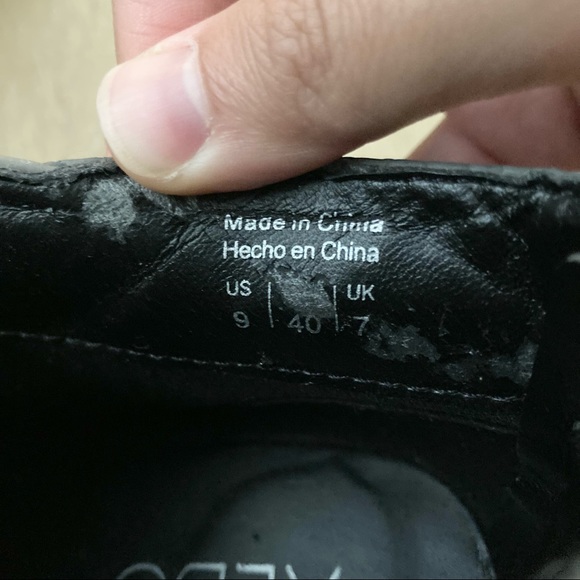 Made in China
Hecho en China
US UK
9 40 7